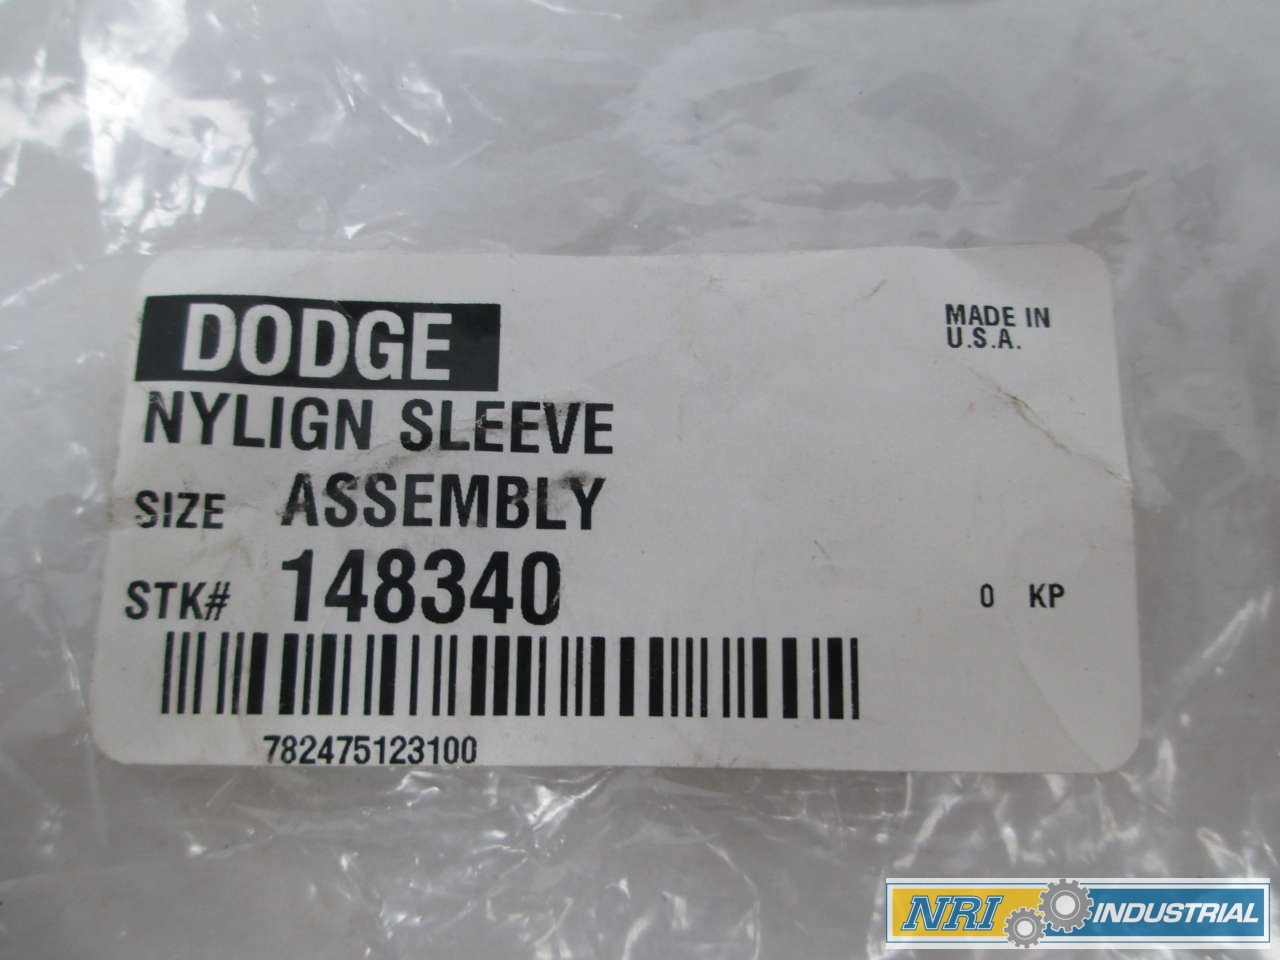 DODGE
MADE IN
U.S.A.
NYLIGN SLEEVE
SIZE ASSEMBLY
STK# 148340 0 KP
782475123100
NRI INDUSTRIAL